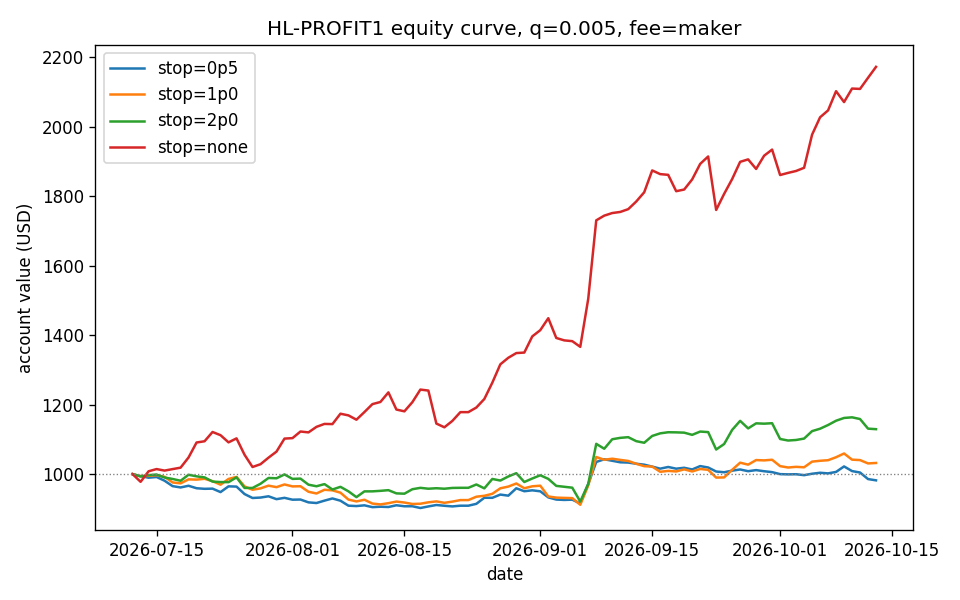 HL-PROFIT1 equity curve, q=0.005, fee=maker
2200
2000
1800
1600
1400
1200
1000
account value (USD)
stop=0p5
stop=1p0
stop=2p0
stop=none
2026-07-15 2026-08-01 2026-08-15 2026-09-01 2026-09-15 2026-10-01 2026-10-15
date